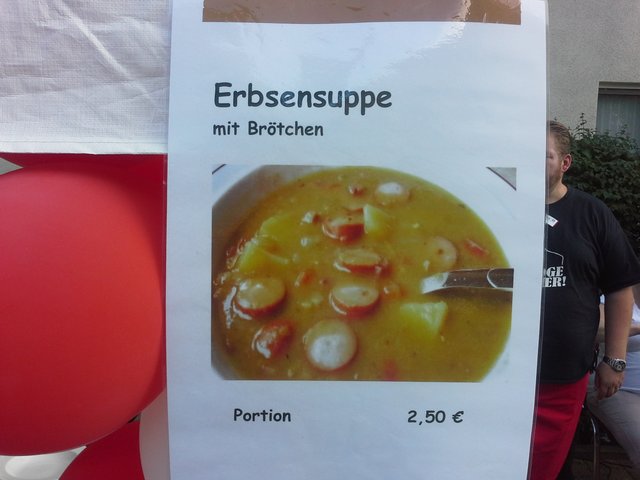 Erbsensuppe
mit Brötchen
Portion 2,50 €